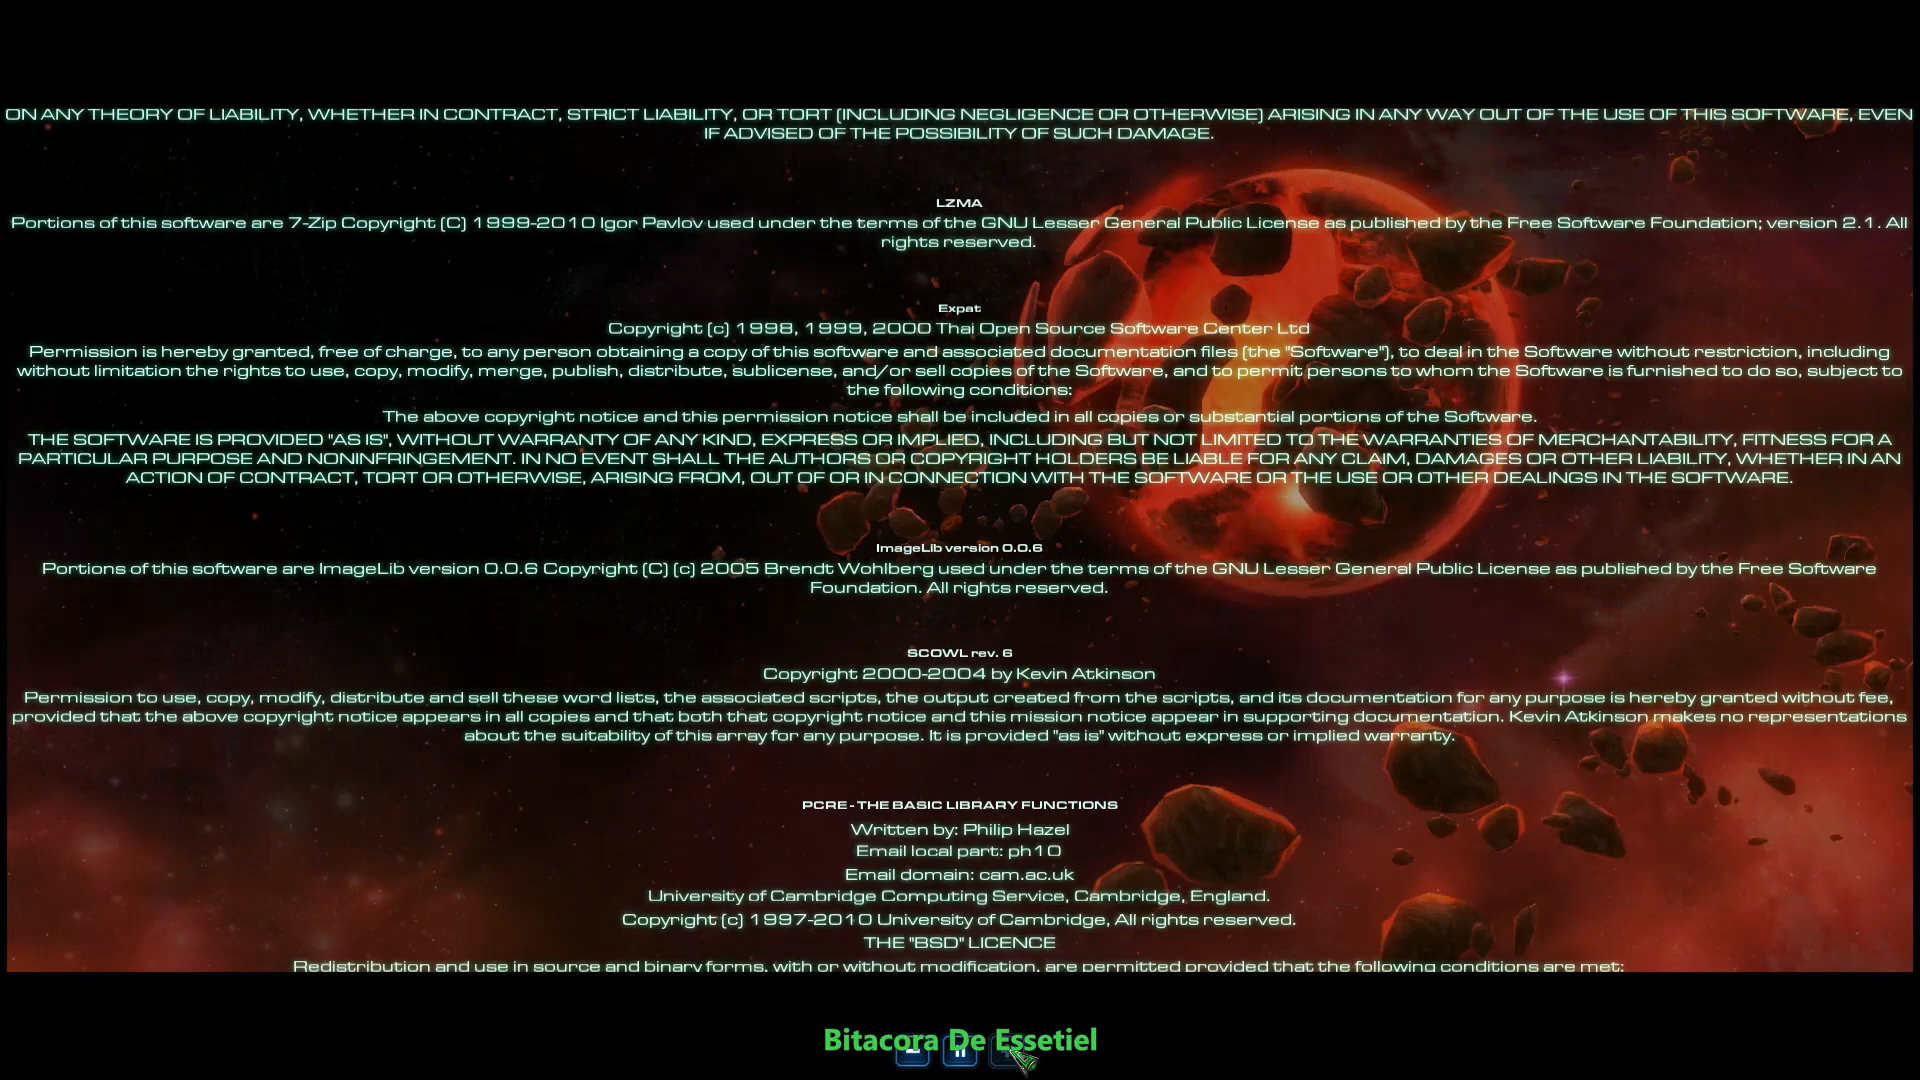 ON ANY THEORY OF LIABILITY, WHETHER IN CONTRACT, STRICT LIABILITY, OR TORT (INCLUDING NEGLIGENCE OR OTHERWISE) ARISING IN ANY WAY OUT OF THE USE OF THIS SOFTWARE, EVEN
IF ADVISED OF THE POSSIBILITY OF SUCH DAMAGE.
LZMA
Portions of this software are 7-Zip Copyright (C) 1999-2010 Igor Pavlov used under the terms of the GNU Lesser General Public License as published by the Free Software Foundation; version 2.1. All
rights reserved.
Expat
Copyright (c) 1998, 1999, 2000 Thai Open Source Software Center Ltd
Permission is hereby granted, free of charge, to any person obtaining a copy of this software and associated documentation files (the "Software"), to deal in the Software without restriction, including
without limitation the rights to use, copy, modify, merge, publish, distribute, sublicense, and/or sell copies of the Software, and to permit persons to whom the Software is furnished to do so, subject to
the following conditions:
The above copyright notice and this permission notice shall be included in all copies or substantial portions of the Software.
THE SOFTWARE IS PROVIDED "AS IS", WITHOUT WARRANTY OF ANY KIND, EXPRESS OR IMPLIED, INCLUDING BUT NOT LIMITED TO THE WARRANTIES OF MERCHANTABILITY, FITNESS FOR A
PARTICULAR PURPOSE AND NONINFRINGEMENT. IN NO EVENT SHALL THE AUTHORS OR COPYRIGHT HOLDERS BE LIABLE FOR ANY CLAIM, DAMAGES OR OTHER LIABILITY, WHETHER IN AN
ACTION OF CONTRACT, TORT OR OTHERWISE, ARISING FROM, OUT OF OR IN CONNECTION WITH THE SOFTWARE OR THE USE OR OTHER DEALINGS IN THE SOFTWARE.
ImageLib version 0.0.6
Portions of this software are ImageLib version 0.0.6 Copyright (C) (c) 2005 Brendt Wohlberg used under the terms of the GNU Lesser General Public License as published by the Free Software
Foundation. All rights reserved.
SCOWL rev. 6
Copyright 2000-2004 by Kevin Atkinson
Permission to use, copy, modify, distribute and sell these word lists, the associated scripts, the output created from the scripts, and its documentation for any purpose is hereby granted without fee,
provided that the above copyright notice appears in all copies and that both that copyright notice and this mission notice appear in supporting documentation. Kevin Atkinson makes no representations
about the suitability of this array for any purpose. It is provided "as is" without express or implied warranty.
PCRE - THE BASIC LIBRARY FUNCTIONS
Written by: Philip Hazel
Email local part: ph10
Email domain: cam.ac.uk
University of Cambridge Computing Service, Cambridge, England.
Copyright (c) 1997-2010 University of Cambridge, All rights reserved.
THE "BSD" LICENCE
Redistribution and use in source and binary forms, with or without modification, are permitted provided that the following conditions are met:
Bitacora De Essetiel